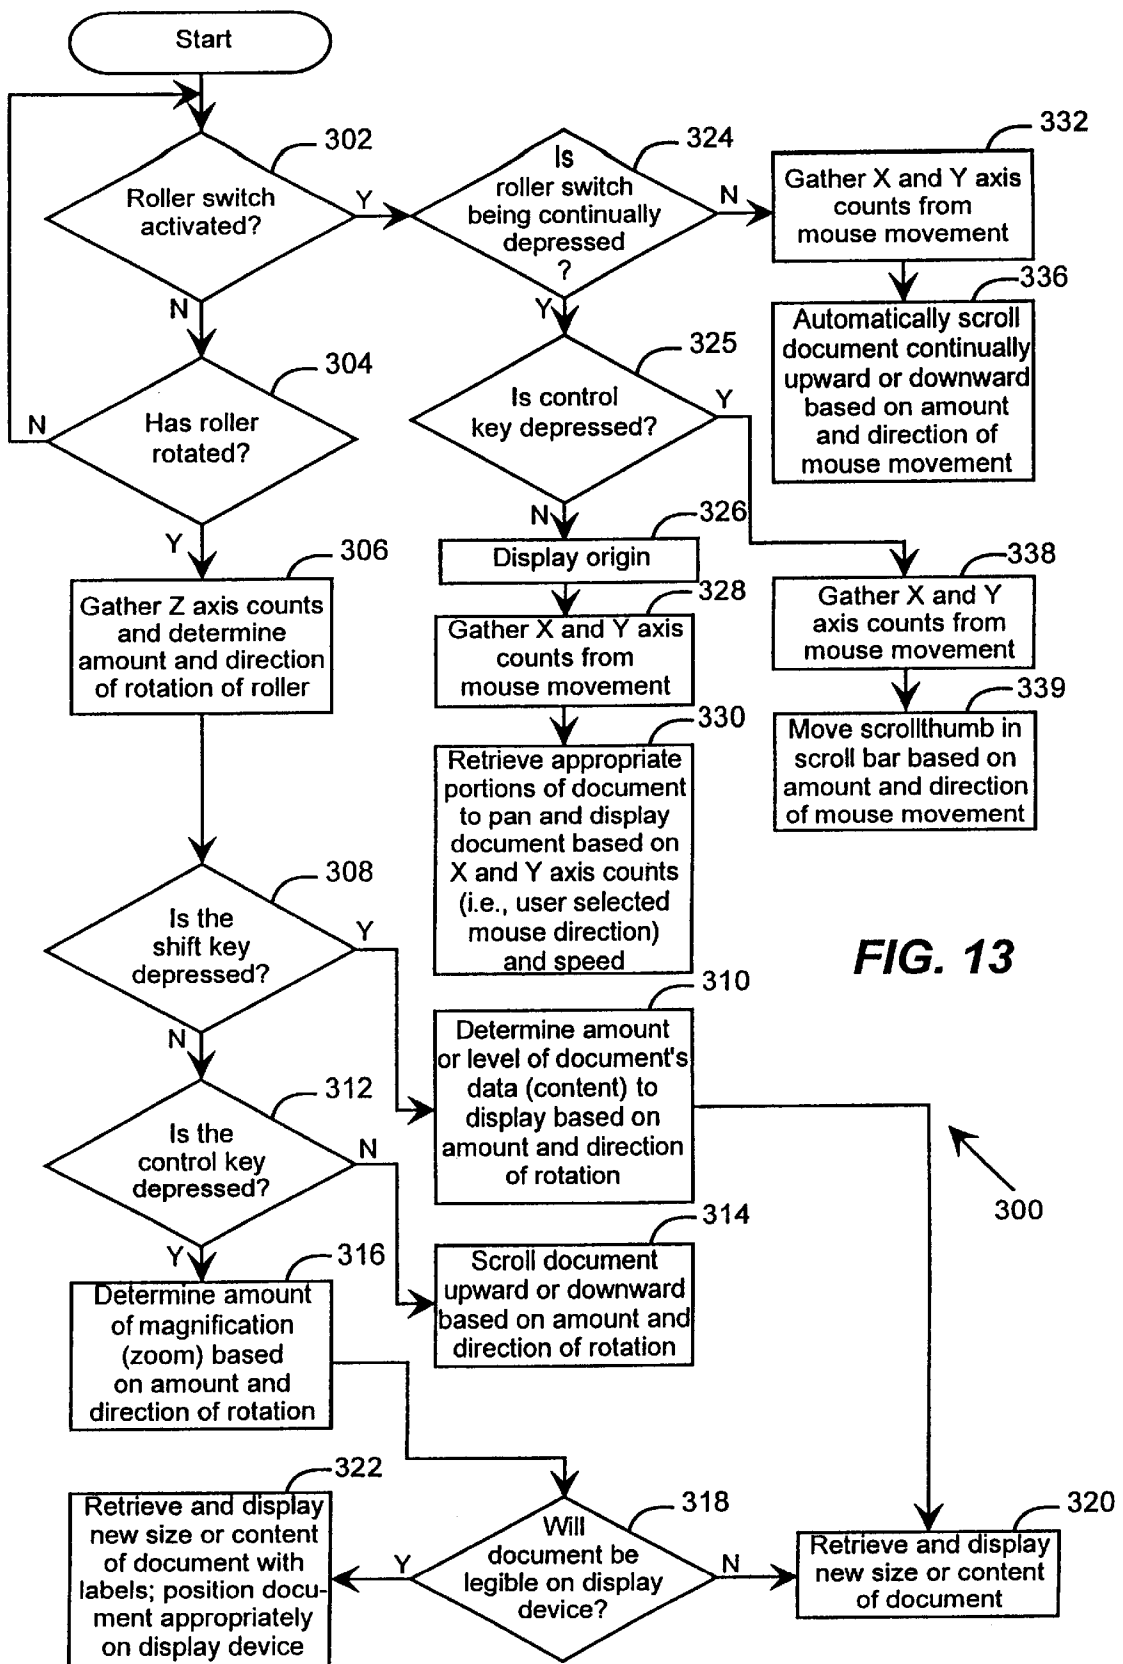 Start
302
Roller switch
activated?
Y
N
304
Has roller
rotated?
N
Y
306
Gather Z axis counts
and determine
amount and direction
of rotation of roller
308
Is the
shift key
depressed?
Y
N
312
Is the
control key
depressed?
N
Y
316
Determine amount
of magnification
(zoom) based
on amount and
direction of rotation
322
Retrieve and display
new size or content
of document with
labels; position docu-
ment appropriately
on display device
324
Is
roller switch
being continually
depressed
?
N
Y
325
Is control
key depressed?
Y
N
326
Display origin
328
Gather X and Y axis
counts from
mouse movement
330
Retrieve appropriate
portions of document
to pan and display
document based on
X and Y axis counts
(i.e., user selected
mouse direction)
and speed
310
Determine amount
or level of document's
data (content) to
display based on
amount and direction
of rotation
314
Scroll document
upward or downward
based on amount and
direction of rotation
318
Will
document be
legible on display
device?
Y
N
332
Gather X and Y axis
counts from
mouse movement
336
Automatically scroll
document continually
upward or downward
based on amount
and direction of
mouse movement
338
Gather X and Y
axis counts from
mouse movement
339
Move scrollthumb in
scroll bar based on
amount and direction
of mouse movement
FIG. 13
300
320
Retrieve and display
new size or content
of document